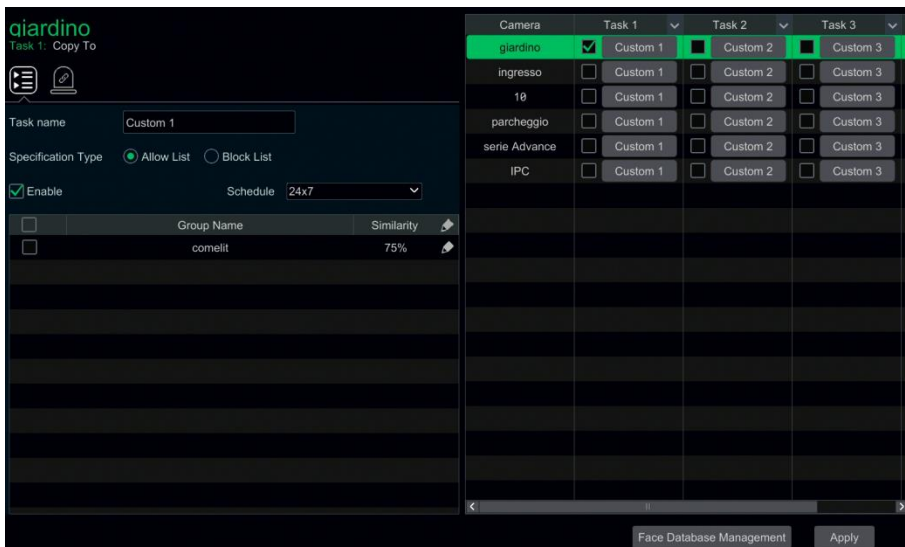 giardino
Task 1: Copy To
Task name Custom 1
Specification Type Allow List Block List
Enable Schedule 24x7
Group Name Similarity
comelit 75%
Camera Task 1 Task 2 Task 3
giardino Custom 1 Custom 2 Custom 3
ingresso Custom 1 Custom 2 Custom 3
10 Custom 1 Custom 2 Custom 3
parcheggio Custom 1 Custom 2 Custom 3
serie Advance Custom 1 Custom 2 Custom 3
IPC Custom 1 Custom 2 Custom 3
Face Database Management Apply